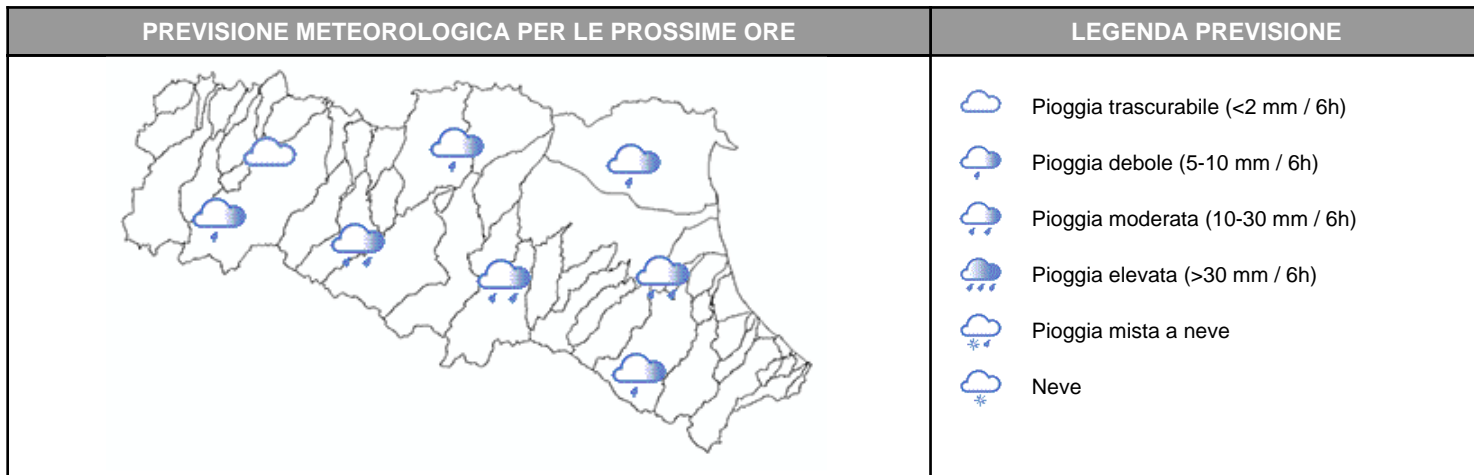 PREVISIONE METEOROLOGICA PER LE PROSSIME ORE
LEGENDA PREVISIONE
Pioggia trascurabile (<2 mm / 6h)
Pioggia debole (5-10 mm / 6h)
Pioggia moderata (10-30 mm / 6h)
Pioggia elevata (>30 mm / 6h)
Pioggia mista a neve
Neve